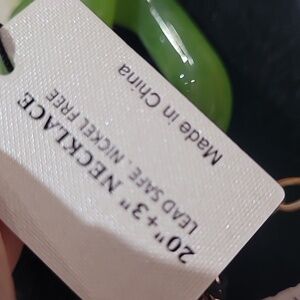 20"+3" NECKLACE
LEAD SAFE. NICKEL FREE
Made in China